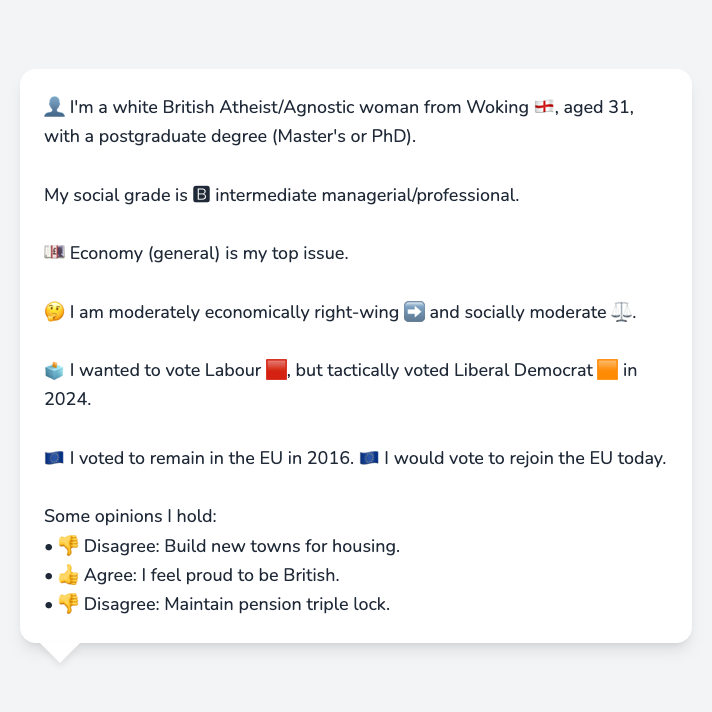 👤 I'm a white British Atheist/Agnostic woman from Woking 🏴󠁧󠁢󠁥󠁮󠁧󠁿, aged 31,
with a postgraduate degree (Master's or PhD).
My social grade is 🅱 intermediate managerial/professional.
💷 Economy (general) is my top issue.
🤔 I am moderately economically right-wing ➡️ and socially moderate ⚖️.
🗳️ I wanted to vote Labour 🟥, but tactically voted Liberal Democrat 🟧 in
2024.
🇪🇺 I voted to remain in the EU in 2016. 🇪🇺 I would vote to rejoin the EU today.
Some opinions I hold:
• 👎 Disagree: Build new towns for housing.
• 👍 Agree: I feel proud to be British.
• 👎 Disagree: Maintain pension triple lock.